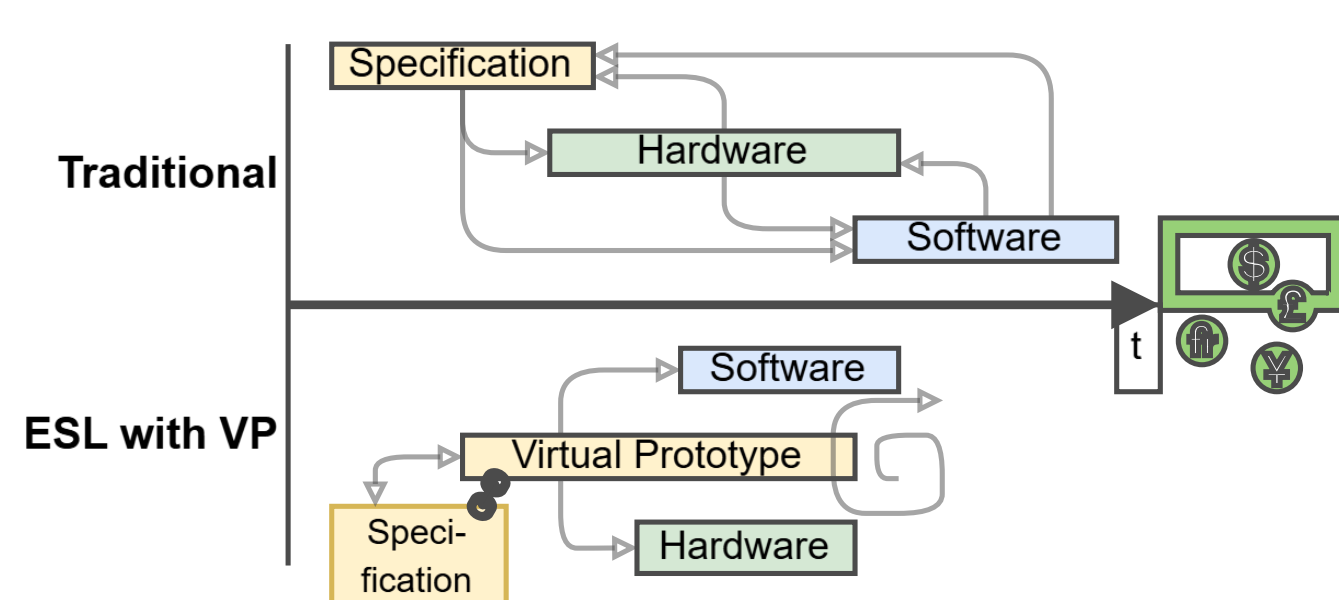 Specification
Hardware
Traditional
Software
$
£
t
¥
Software
ESL with VP
Virtual Prototype
Speci-
fication
Hardware